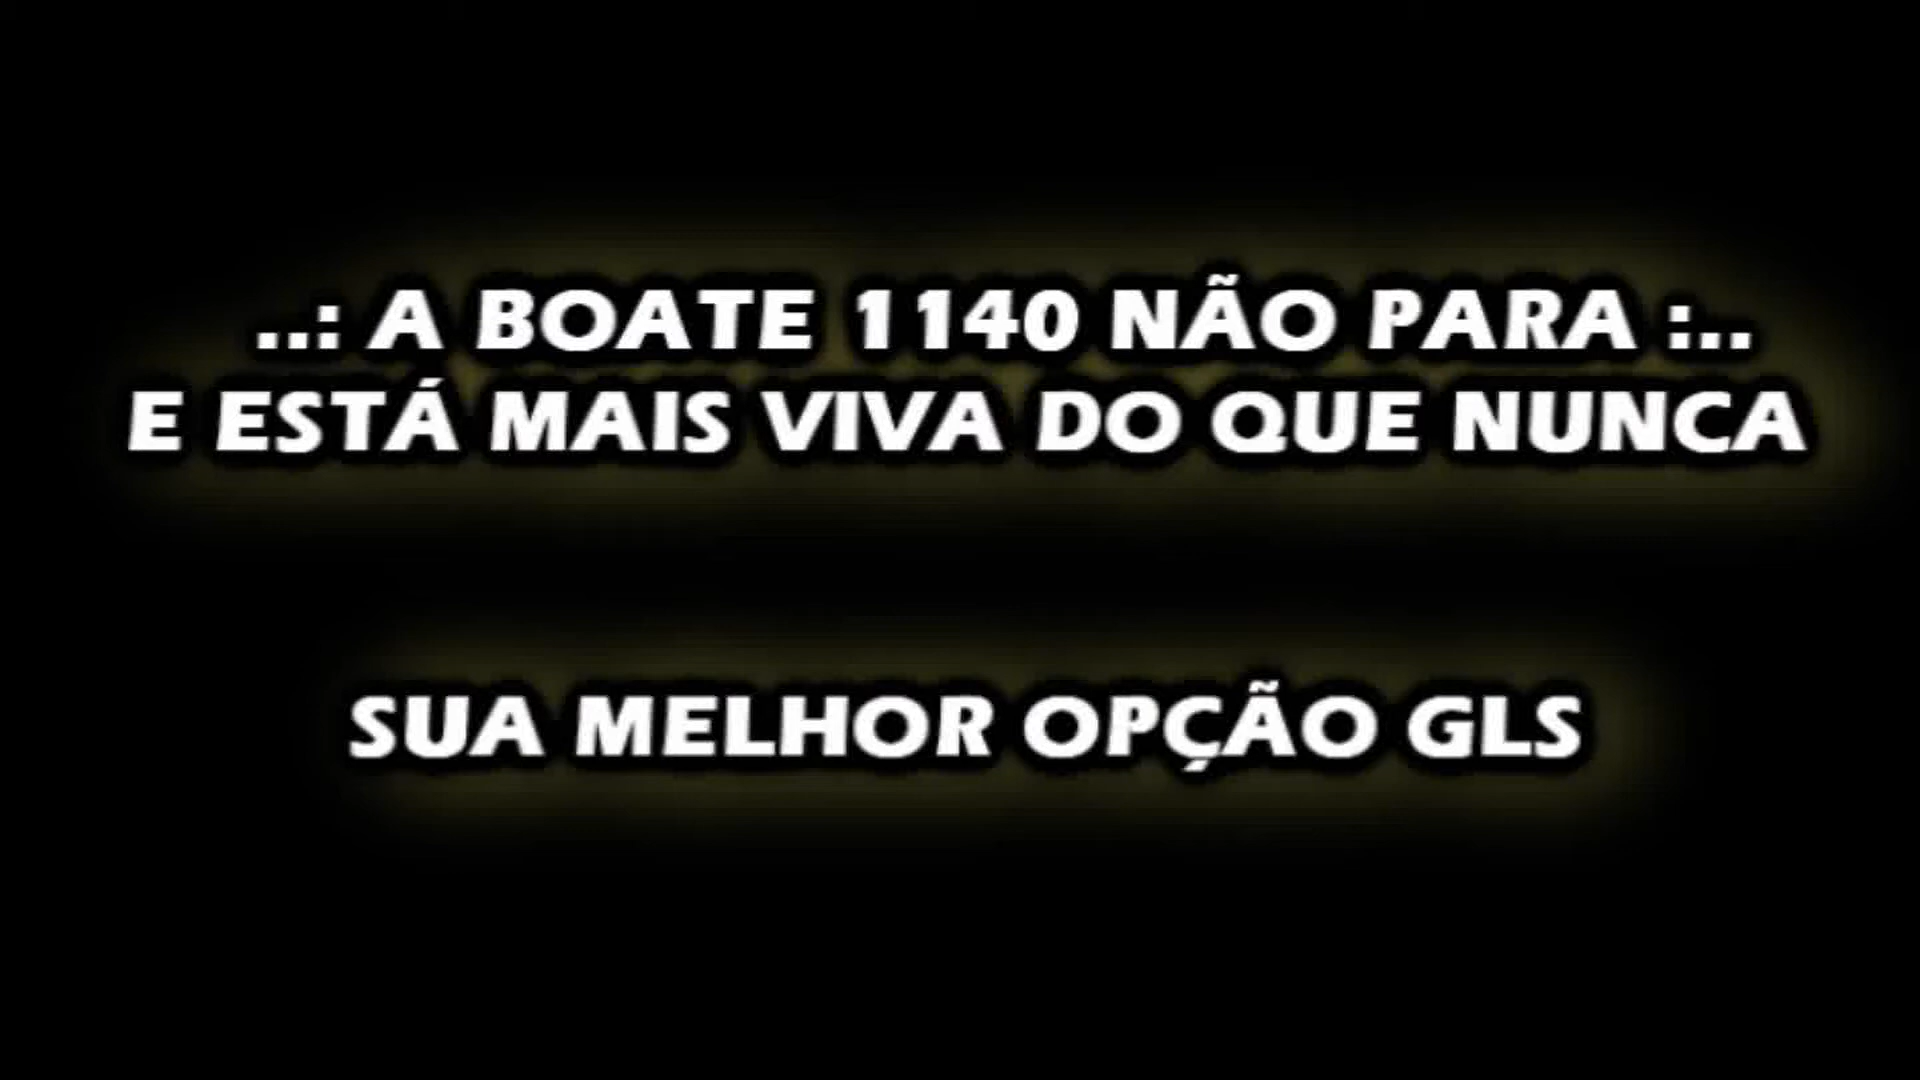 ..: A BOATE 1140 NÃO PARA :..
E ESTÁ MAIS VIVA DO QUE NUNCA
SUA MELHOR OPÇÃO GLS